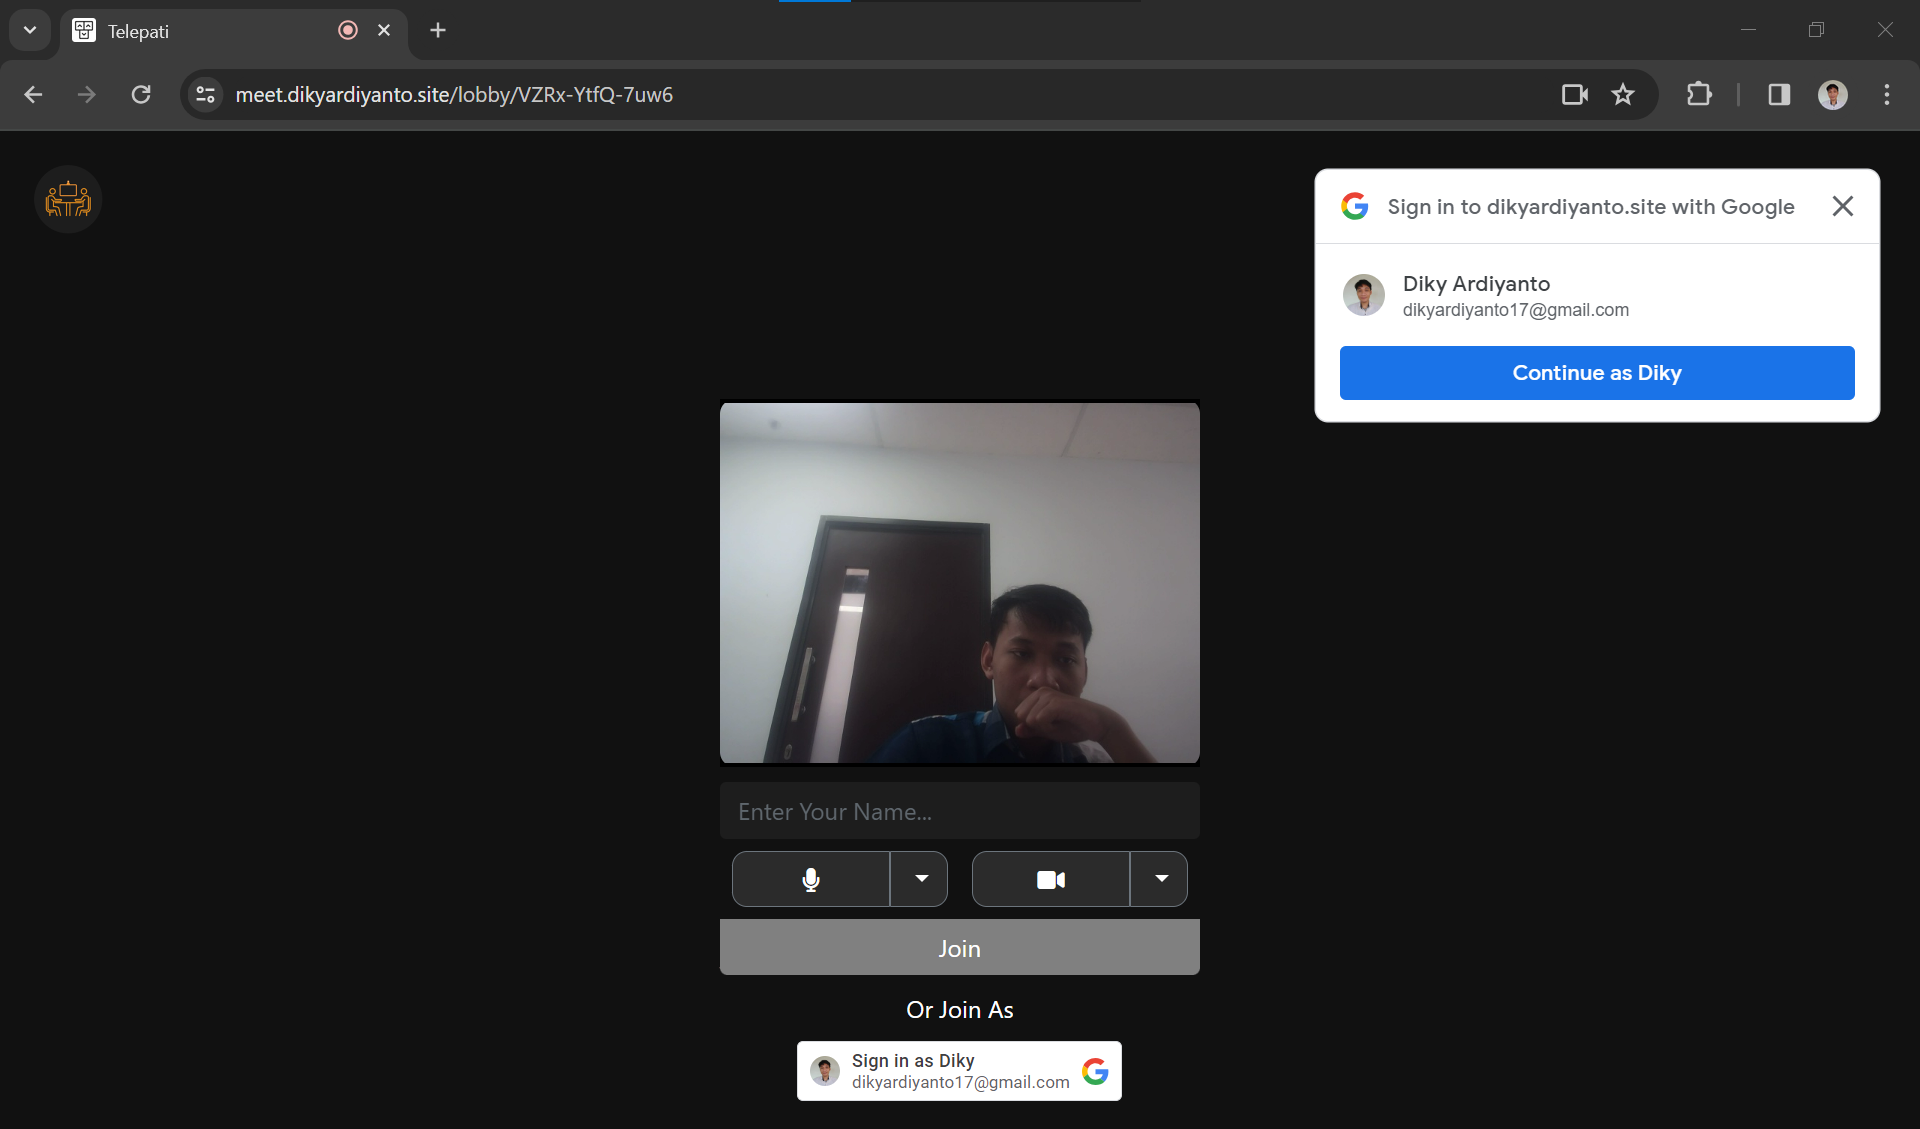 Telepati
meet.dikyardiyanto.site/lobby/VZRx-YtfQ-7uw6
Sign in to dikyardiyanto.site with Google
Diky Ardiyanto
dikyardiyanto17@gmail.com
Continue as Diky
Enter Your Name...
Join
Or Join As
Sign in as Diky
dikyardiyanto17@gmail.com